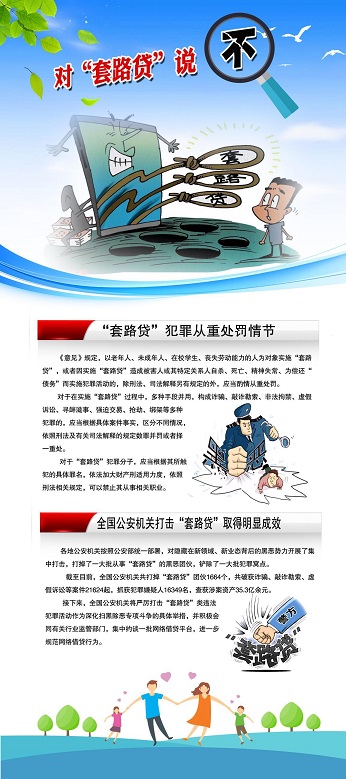 对“套路贷”说不
套
路
贷
“套路贷”犯罪从重处罚情节
《意见》规定，以老年人、未成年人、在校学生、丧失劳动能力的人为对象实施“套路
贷”，或者因实施“套路贷”造成被害人或其特定关系人自杀、死亡、精神失常、为偿还“
债务”而实施犯罪活动的，除刑法、司法解释另有规定的外，应当酌情从重处罚。
对于在实施“套路贷”过程中，多种手段并用，构成诈骗、敲诈勒索、非法拘禁、虚假
诉讼、寻衅滋事、强迫交易、抢劫、绑架等多种
犯罪的，应当根据具体案件事实，区分不同情况，
依照刑法及有关司法解释的规定数罪并罚或者择
一重处。
对于“套路贷”犯罪分子，应当根据其所触
犯的具体罪名，依法加大财产刑适用力度，依照
刑法相关规定，可以禁止其从事相关职业。
全国公安机关打击“套路贷”取得明显成效
各地公安机关按照公安部统一部署，对隐藏在新领域、新业态背后的黑恶势力开展了集
中打击，打掉了一大批从事“套路贷”的黑恶团伙，铲除了一大批犯罪窝点。
截至目前，全国公安机关共打掉“套路贷”团伙1664个，共破获诈骗、敲诈勒索、虚
假诉讼等案件21624起，抓获犯罪嫌疑人16349名，查获涉案资产35.3亿余元。
接下来，全国公安机关将严厉打击“套路贷”类违法
犯罪活动作为深化扫黑除恶专项斗争的具体举措，并积极会
同有关行业监管部门，集中约谈一批网络借贷平台，进一步
规范网络借贷行为。
警方
套路贷